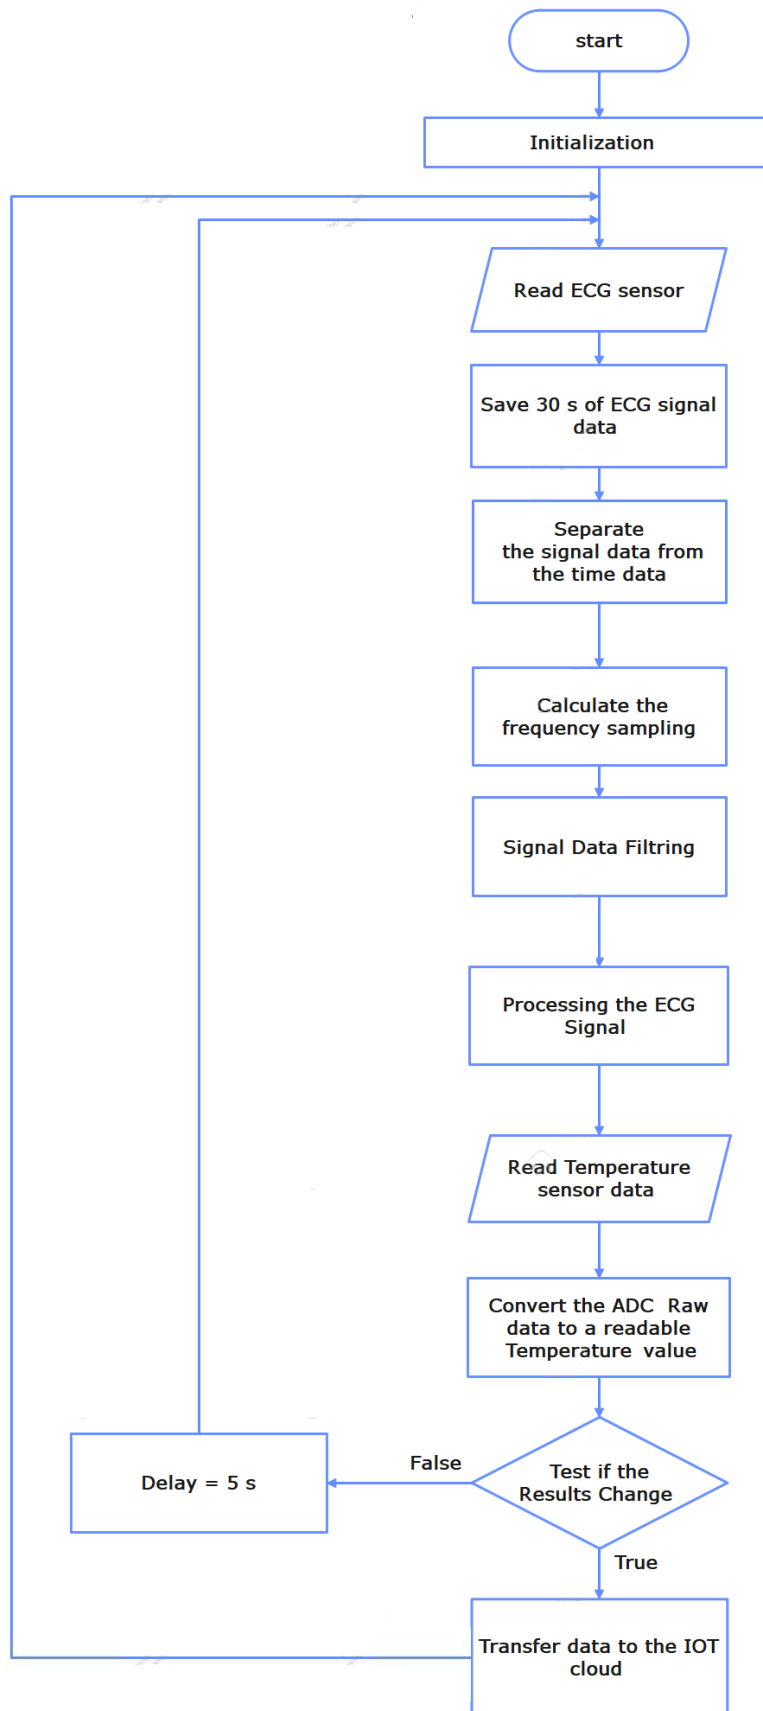 start
Initialization
Read ECG sensor
Save 30 s of ECG signal
data
Separate
the signal data from
the time data
Calculate the
frequency sampling
Signal Data Filtring
Processing the ECG
Signal
Read Temperature
sensor data
Convert the ADC Raw
data to a readable
Temperature value
False
Delay = 5 s
Test if the
Results Change
True
Transfer data to the IOT
cloud